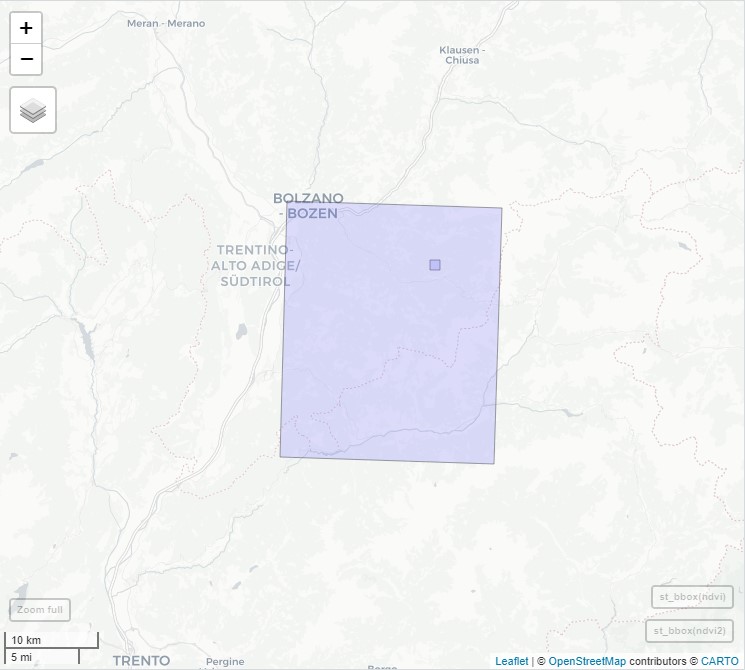 +
Meran - Merano
Klausen -
Chiusa
−
BOLZANO
- BOZEN
TRENTINO-
ALTO ADIGE/
SÜDTIROL
st_bbox(ndvi)
Zoom full
st_bbox(ndvi2)
10 km
5 mi
TRENTO
Pergine
Leaflet | © OpenStreetMap contributors © CARTO